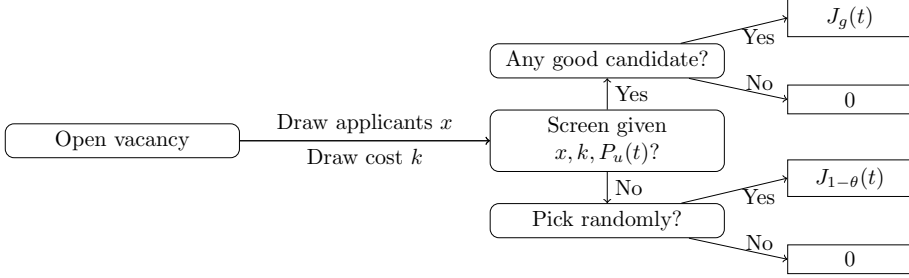 Open vacancy
Draw applicants x
Draw cost k
Any good candidate?
Yes
J_g(t)
No
0
Yes
Screen given
x, k, P_u(t)?
No
Pick randomly?
Yes
J_{1−θ}(t)
No
0